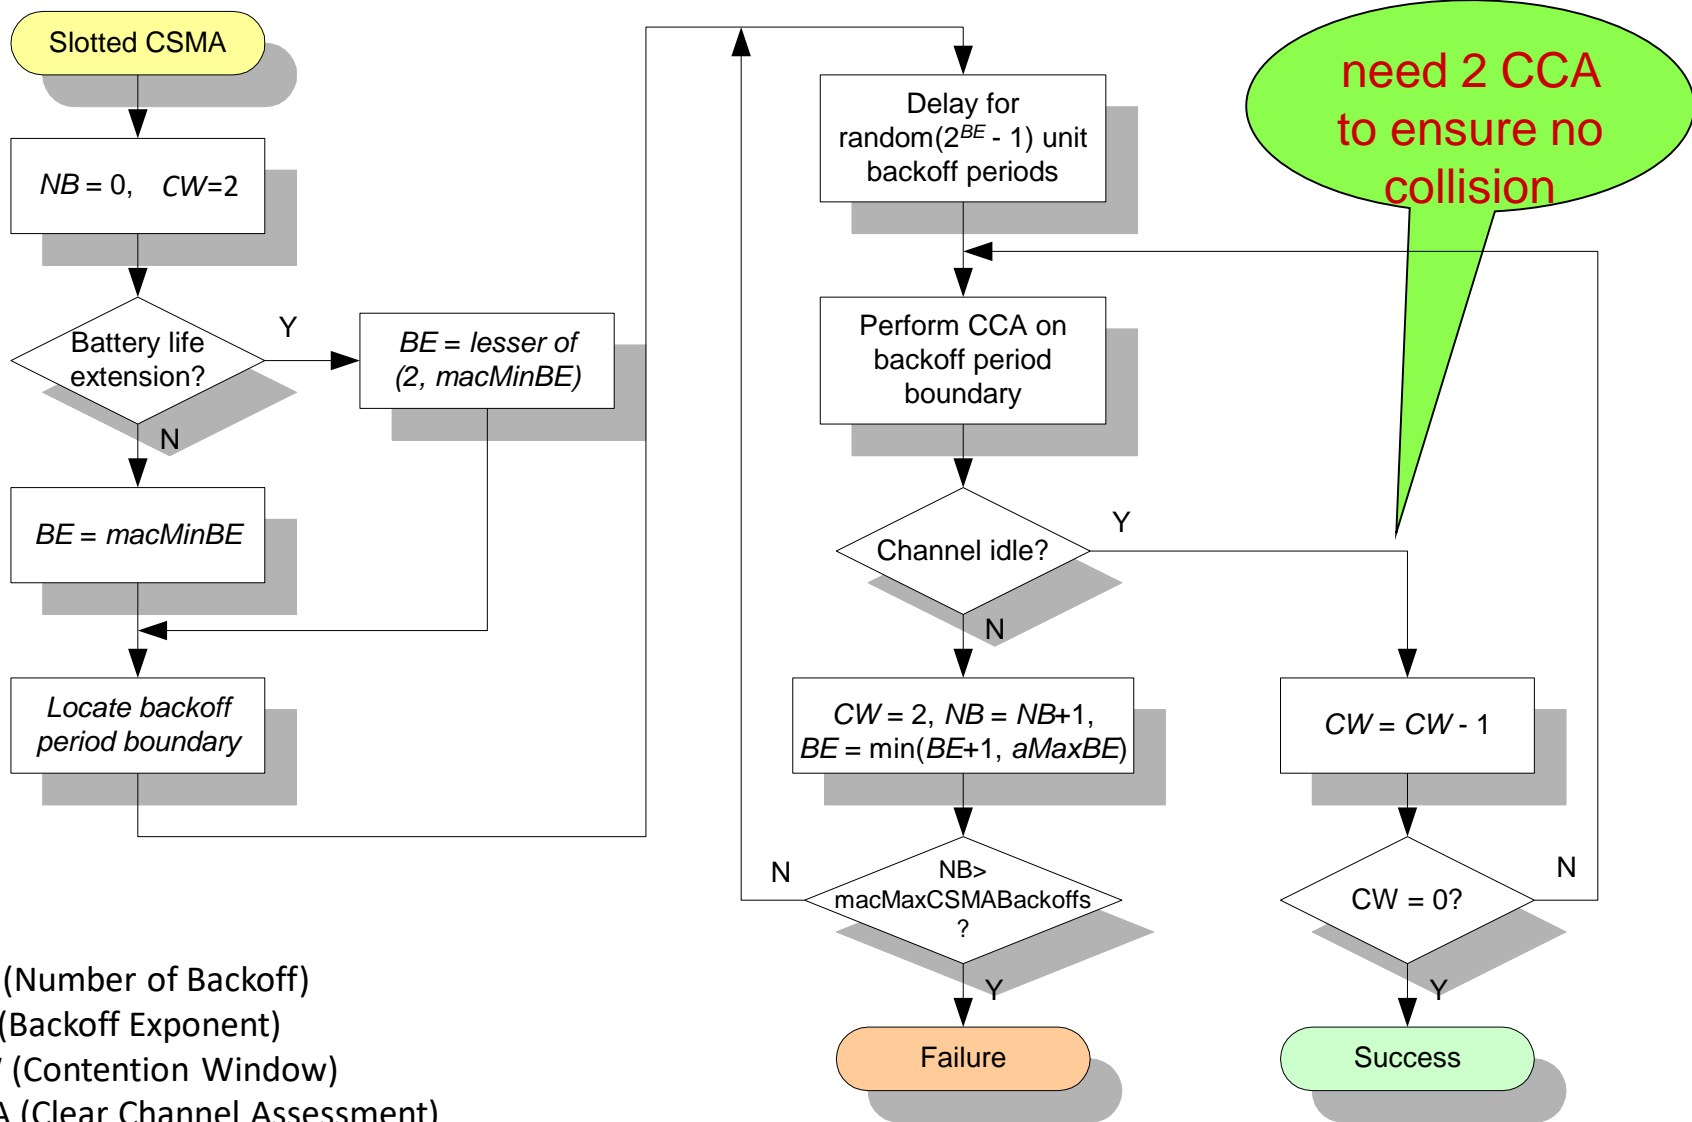 Slotted CSMA
NB = 0, CW=2
Battery life
extension?
Y
N
BE = lesser of
(2, macMinBE)
BE = macMinBE
Locate backoff
period boundary
Delay for
random(2^BE - 1) unit
backoff periods
Perform CCA on
backoff period
boundary
Channel idle?
Y
N
CW = 2, NB = NB+1,
BE = min(BE+1, aMaxBE)
CW = CW - 1
NB>
macMaxCSMABackoffs
?
N
Y
CW = 0?
N
Y
Failure
Success
need 2 CCA
to ensure no
collision
(Number of Backoff)
(Backoff Exponent)
(Contention Window)
A (Clear Channel Assessment)